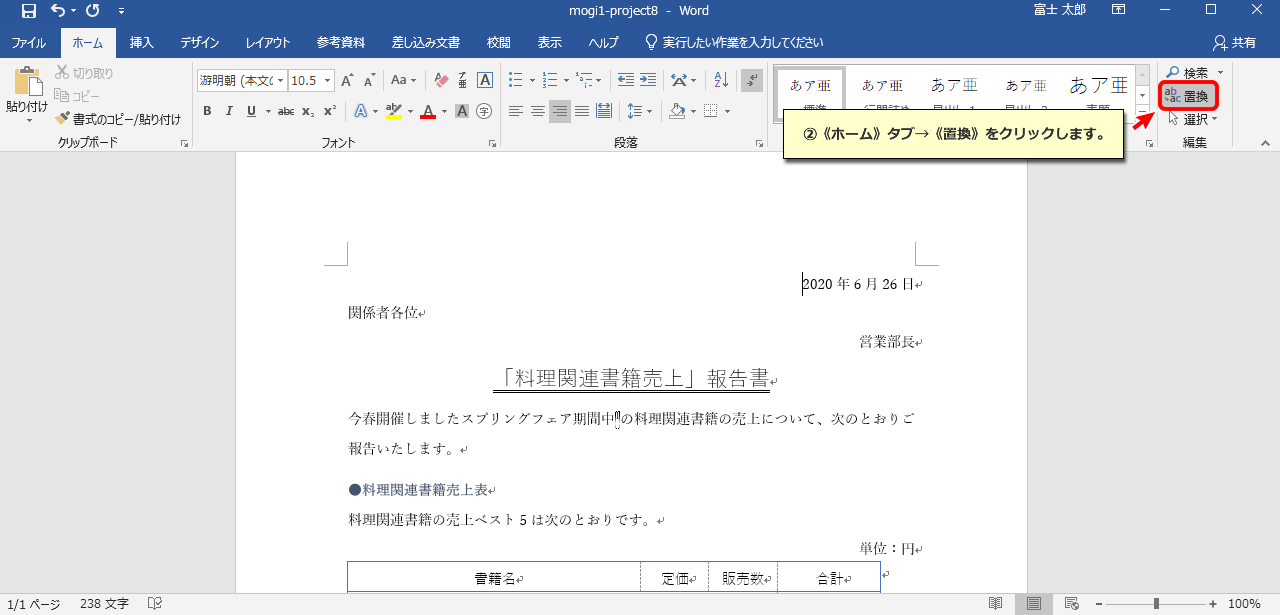 mogi1-project8 - Word
富士 太郎
ファイル ホーム 挿入 デザイン レイアウト 参考資料 差し込み文書 校閲 表示 ヘルプ 実行したい作業を入力してください 共有
貼り付け
切り取り
コピー
書式のコピー/貼り付け
クリップボード
游明朝 (本文の 10.5 A A Aa
B I U abc x₂ x² A aby A A 字
フォント
段落
あア亜 あア亜 あア亜 あア亜 あア亜
検索
置換
選択
編集
②《ホーム》タブ→《置換》をクリックします。
2020 年 6 月 26 日
関係者各位
営業部長
「料理関連書籍売上」報告書
今春開催しましたスプリングフェア期間中の料理関連書籍の売上について、次のとおりご
報告いたします。
●料理関連書籍売上表
料理関連書籍の売上ベスト 5 は次のとおりです。
単位：円
書籍名 定価 販売数 合計
1/1 ページ 238 文字 100%